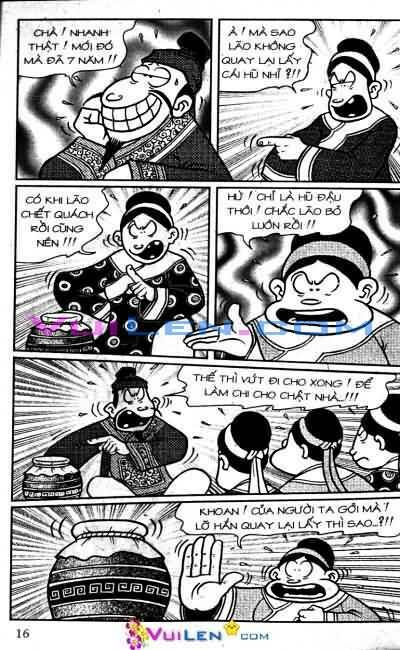 CHÀ! NHANH
THẬT! MỚI ĐÓ
MÀ ĐÃ 7 NĂM!!
À! MÀ SAO
LÃO KHÔNG
QUAY LẠI LẤY
CÁI HŨ NHỈ?!!
CÓ KHI LÃO
CHẾT QUÁCH
RỒI CŨNG
NÊN!!!
HỪ! CHỈ LÀ HŨ ĐẬU
THÔI! CHẮC LÃO BỎ
LUÔN RỒI!!
VUILEN.COM
THẾ THÌ VỨT ĐI CHO XONG! ĐỂ
LÀM CHI CHO CHẬT NHÀ..!!!
KHOAN! CỦA NGƯỜI TA GỞI MÀ!
LỠ HẮN QUAY LẠI LẤY THÌ SAO..?!!
16
VUILEN.COM